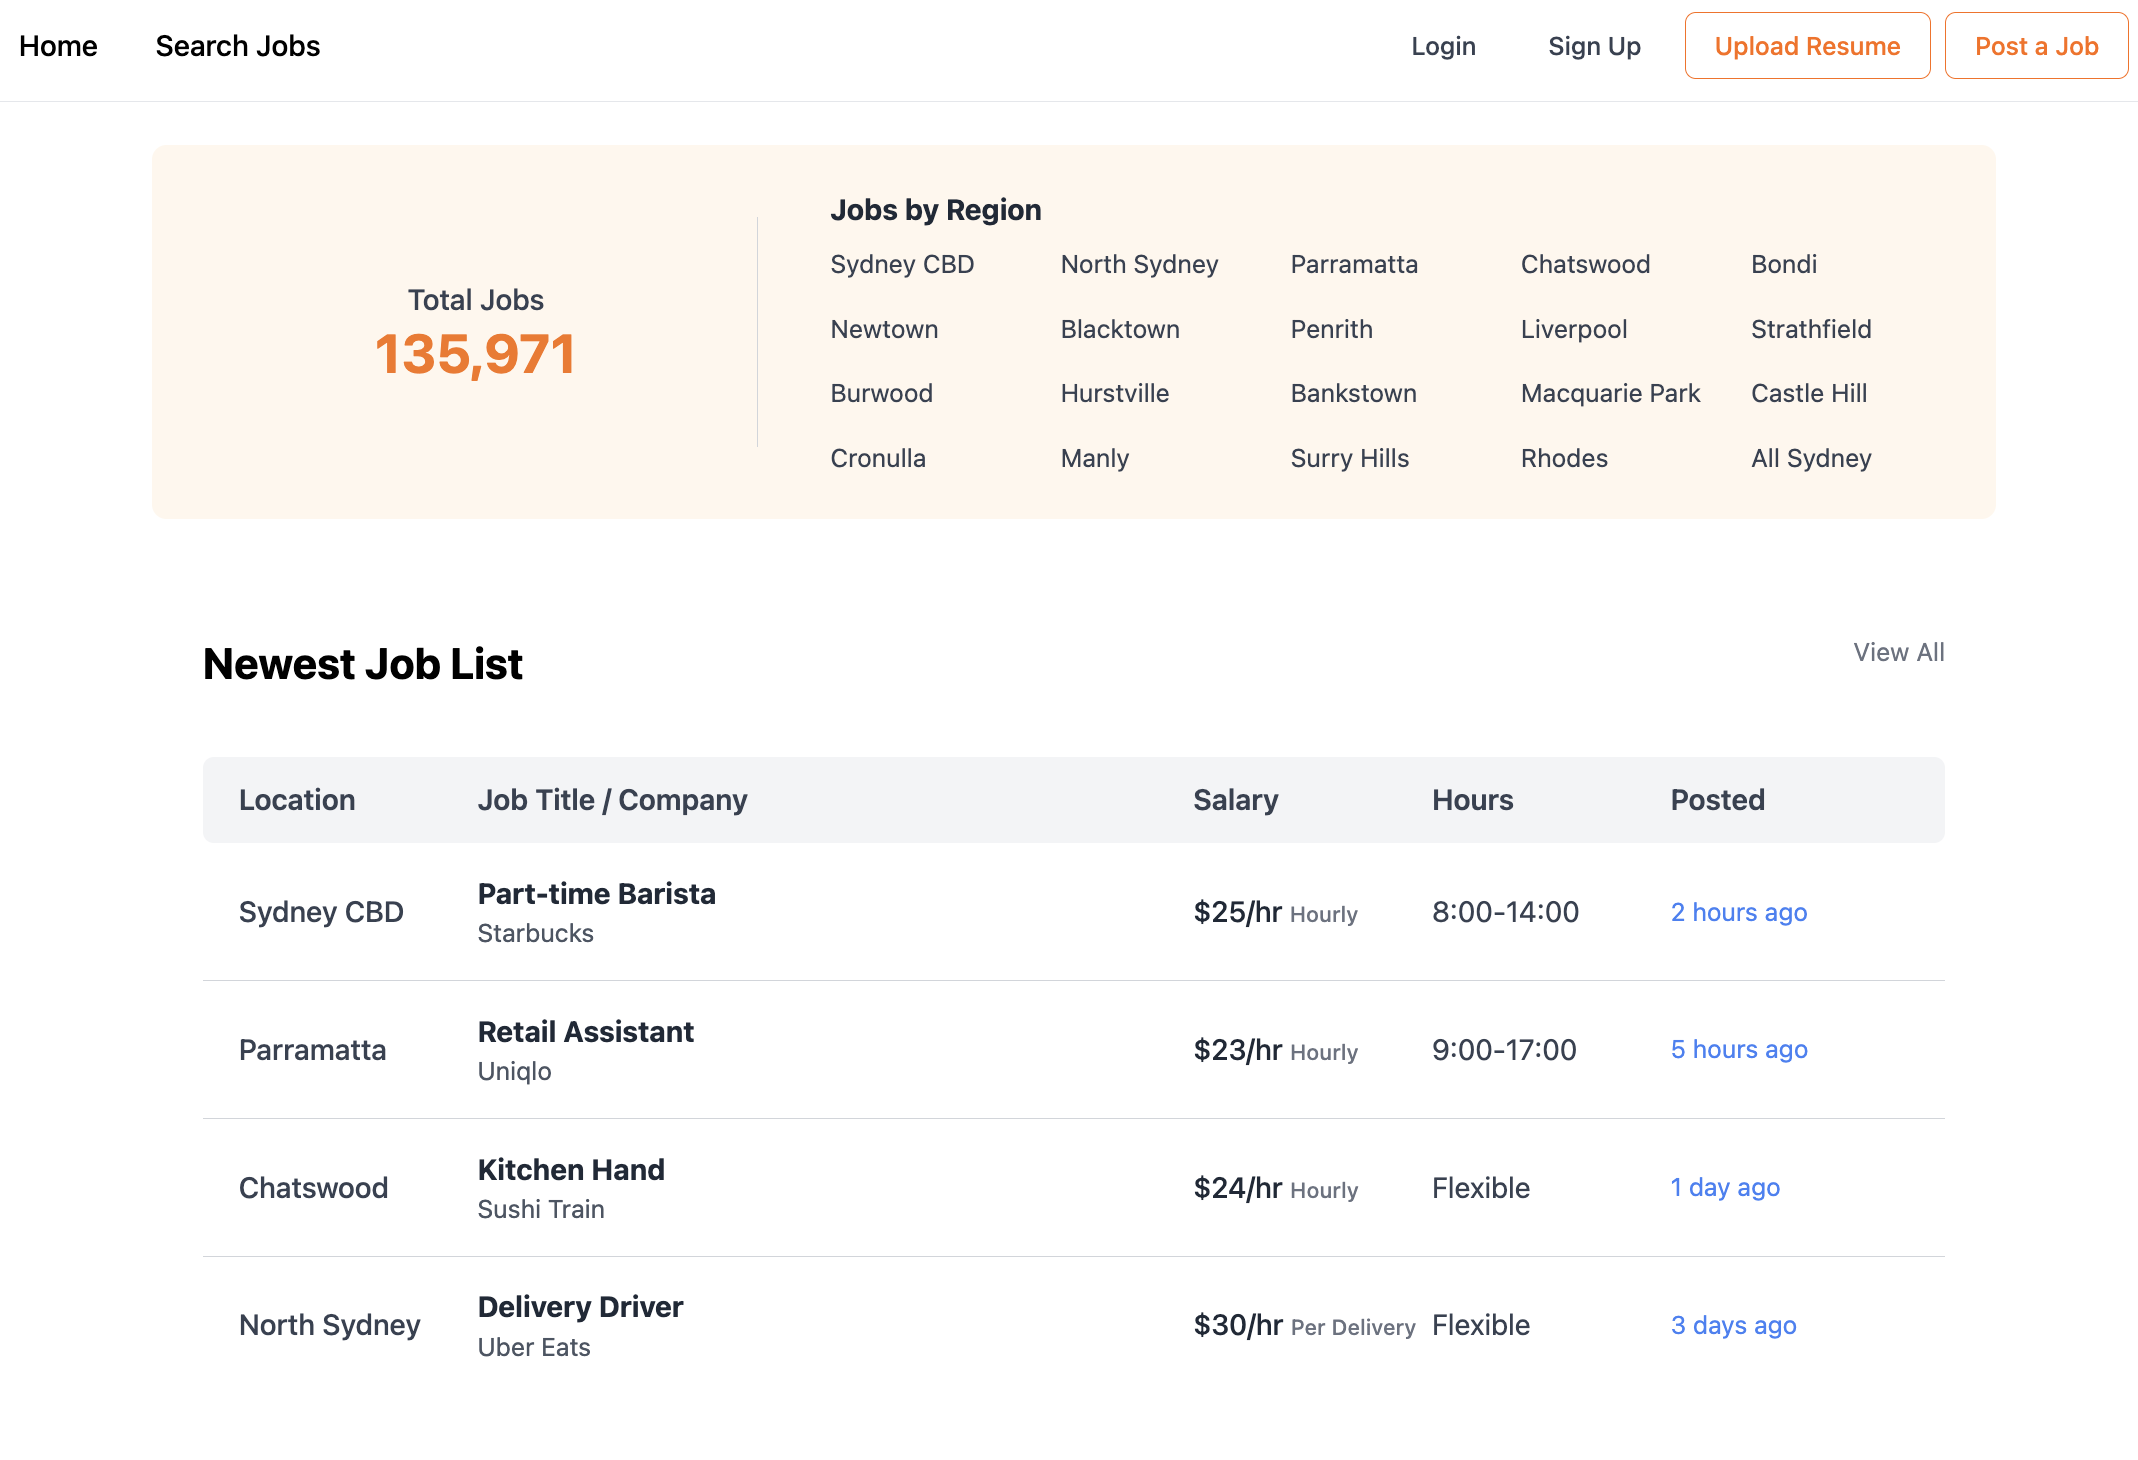 Home Search Jobs Login Sign Up Upload Resume Post a Job
Total Jobs
135,971
Jobs by Region
Sydney CBD North Sydney Parramatta Chatswood Bondi
Newtown Blacktown Penrith Liverpool Strathfield
Burwood Hurstville Bankstown Macquarie Park Castle Hill
Cronulla Manly Surry Hills Rhodes All Sydney
Newest Job List View All
Location Job Title / Company Salary Hours Posted
Sydney CBD Part-time Barista $25/hr Hourly 8:00-14:00 2 hours ago
Starbucks
Parramatta Retail Assistant $23/hr Hourly 9:00-17:00 5 hours ago
Uniqlo
Chatswood Kitchen Hand $24/hr Hourly Flexible 1 day ago
Sushi Train
North Sydney Delivery Driver $30/hr Per Delivery Flexible 3 days ago
Uber Eats